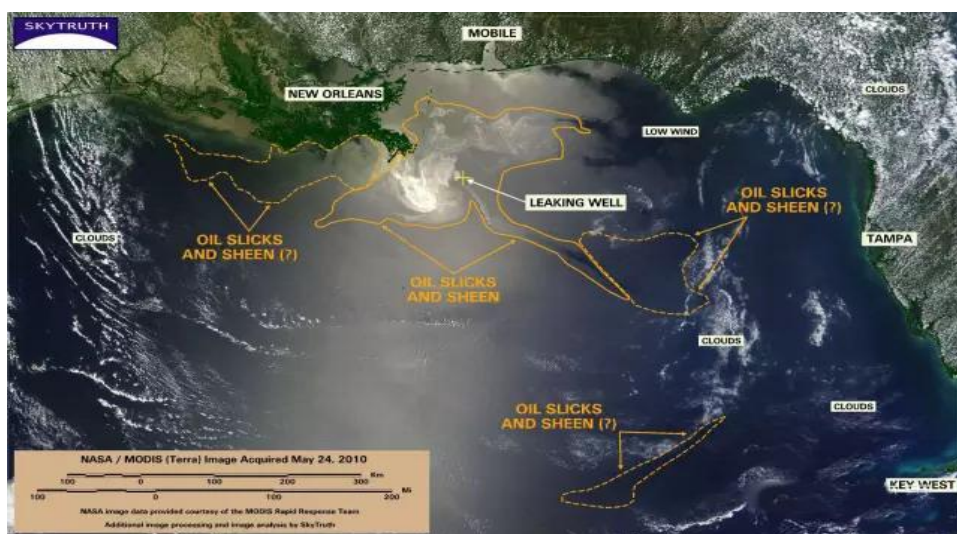 SKYTRUTH
MOBILE
NEW ORLEANS
CLOUDS
LOW WIND
LEAKING WELL
OIL SLICKS
AND SHEEN (?)
TAMPA
CLOUDS
OIL SLICKS
AND SHEEN (?)
OIL SLICKS
AND SHEEN
CLOUDS
OIL SLICKS
AND SHEEN (?)
CLOUDS
KEY WEST
NASA / MODIS (Terra) Image Acquired May 24, 2010
100 0 100 200 300 Km
100 0 100 200 Mi
NASA image data provided courtesy of the MODIS Rapid Response Team
Additional image processing and image analysis by SkyTruth